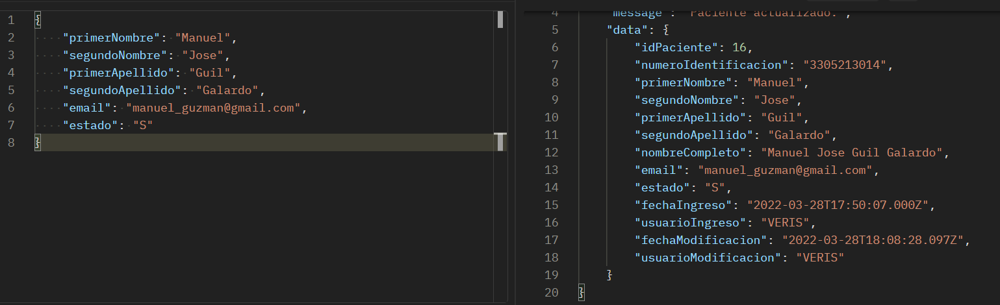 1 {
2 "primerNombre": "Manuel",
3 "segundoNombre": "Jose",
4 "primerApellido": "Guil",
5 "segundoApellido": "Galardo",
6 "email": "manuel_guzman@gmail.com",
7 "estado": "S"
8 }
4 "message": "Paciente actualizado.",
5 "data": {
6 "idPaciente": 16,
7 "numeroIdentificacion": "3305213014",
8 "primerNombre": "Manuel",
9 "segundoNombre": "Jose",
10 "primerApellido": "Guil",
11 "segundoApellido": "Galardo",
12 "nombreCompleto": "Manuel Jose Guil Galardo",
13 "email": "manuel_guzman@gmail.com",
14 "estado": "S",
15 "fechaIngreso": "2022-03-28T17:50:07.000Z",
16 "usuarioIngreso": "VERIS",
17 "fechaModificacion": "2022-03-28T18:08:28.097Z",
18 "usuarioModificacion": "VERIS"
19 }
20 }